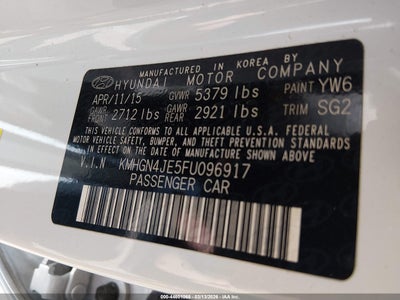 MANUFACTURED IN KOREA BY
HYUNDAI MOTOR COMPANY
APR/11/15 GVWR 5379 lbs PAINT YW6
GAWR FRONT 2712 lbs GAWR REAR 2921 lbs TRIM SG2
THIS VEHICLE CONFORMS TO ALL APPLICABLE U.S. FEDERAL
MOTOR VEHICLE SAFETY, BUMPER, AND THEFT PREVENTION
STANDARDS IN EFFECT ON THE DATE OF MANUFACTURE
SHOWN ABOVE.
V.I.N KMHGN4JE5FU096917
PASSENGER CAR